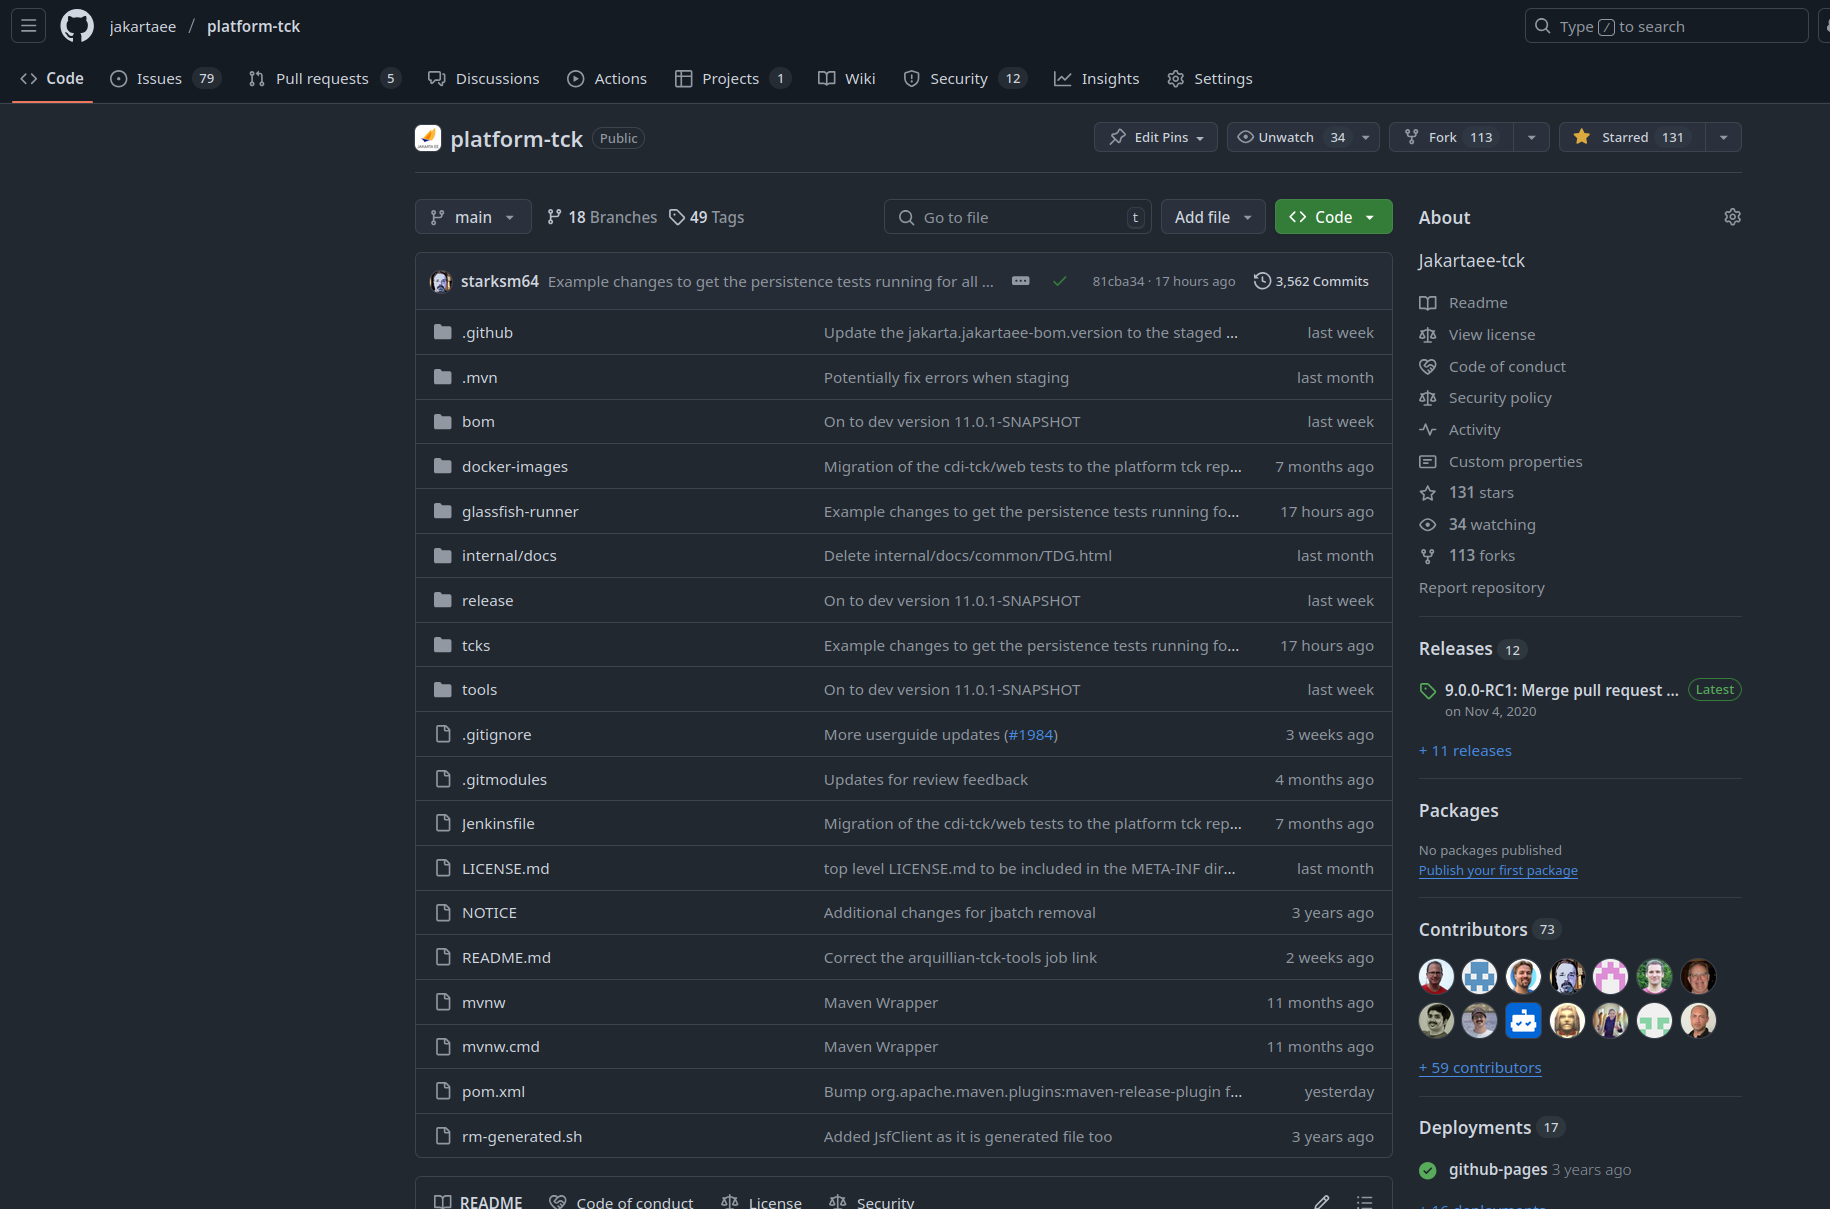 jakartaee / platform-tck
Type / to search
Code Issues 79 Pull requests 5 Discussions Actions Projects 1 Wiki Security 12 Insights Settings
platform-tck Public
Edit Pins Unwatch 34 Fork 113 Starred 131
main 18 Branches 49 Tags Go to file t Add file Code
starksm64 Example changes to get the persistence tests running for all ... 81cba34 · 17 hours ago 3,562 Commits
.github Update the jakarta.jakartaee-bom.version to the staged ... last week
.mvn Potentially fix errors when staging last month
bom On to dev version 11.0.1-SNAPSHOT last week
docker-images Migration of the cdi-tck/web tests to the platform tck rep... 7 months ago
glassfish-runner Example changes to get the persistence tests running fo... 17 hours ago
internal/docs Delete internal/docs/common/TDG.html last month
release On to dev version 11.0.1-SNAPSHOT last week
tcks Example changes to get the persistence tests running fo... 17 hours ago
tools On to dev version 11.0.1-SNAPSHOT last week
.gitignore More userguide updates (#1984) 3 weeks ago
.gitmodules Updates for review feedback 4 months ago
Jenkinsfile Migration of the cdi-tck/web tests to the platform tck rep... 7 months ago
LICENSE.md top level LICENSE.md to be included in the META-INF dir... last month
NOTICE Additional changes for jbatch removal 3 years ago
README.md Correct the arquillian-tck-tools job link 2 weeks ago
mvnw Maven Wrapper 11 months ago
mvnw.cmd Maven Wrapper 11 months ago
pom.xml Bump org.apache.maven.plugins:maven-release-plugin f... yesterday
rm-generated.sh Added JsfClient as it is generated file too 3 years ago
README Code of conduct License Security
About
Jakartaee-tck
Readme
View license
Code of conduct
Security policy
Activity
Custom properties
131 stars
34 watching
113 forks
Report repository
Releases 12
9.0.0-RC1: Merge pull request ... Latest
on Nov 4, 2020
+ 11 releases
Packages
No packages published
Publish your first package
Contributors 73
+ 59 contributors
Deployments 17
github-pages 3 years ago
+ 16 deployments